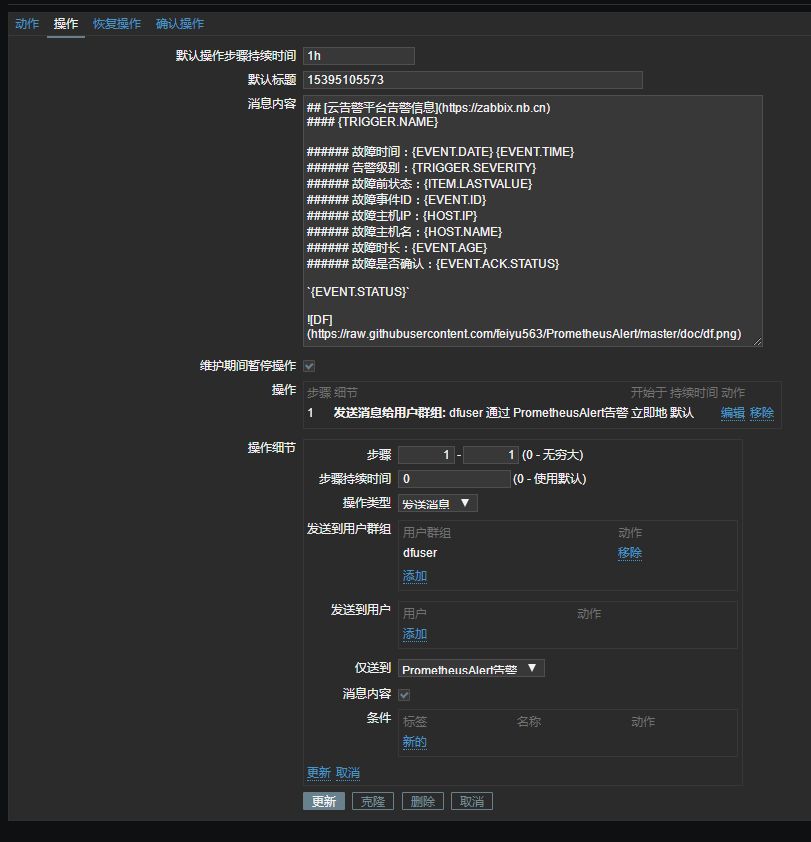 动作 操作 恢复操作 确认操作
默认操作步骤持续时间 1h
默认标题 15395105573
消息内容 ## [云告警平台告警信息](https://zabbix.nb.cn)
#### {TRIGGER.NAME}
###### 故障时间：{EVENT.DATE} {EVENT.TIME}
###### 告警级别：{TRIGGER.SEVERITY}
###### 故障前状态：{ITEM.LASTVALUE}
###### 故障事件ID：{EVENT.ID}
###### 故障主机IP：{HOST.IP}
###### 故障主机名：{HOST.NAME}
###### 故障时长：{EVENT.AGE}
###### 故障是否确认：{EVENT.ACK.STATUS}
`{EVENT.STATUS}`
![DF]
(https://raw.githubusercontent.com/feiyu563/PrometheusAlert/master/doc/df.png)
维护期间暂停操作
操作 步骤 细节 开始于 持续时间 动作
1 发送消息给用户群组: dfuser 通过 PrometheusAlert告警 立即地 默认 编辑 移除
操作细节 步骤 1 - 1 (0 - 无穷大)
步骤持续时间 0 (0 - 使用默认)
操作类型 发送消息
发送到用户群组 用户群组 动作
dfuser 移除
添加
发送到用户 用户 动作
添加
仅送到 PrometheusAlert告警
消息内容
条件 标签 名称 动作
新的
更新 取消
更新 克隆 删除 取消